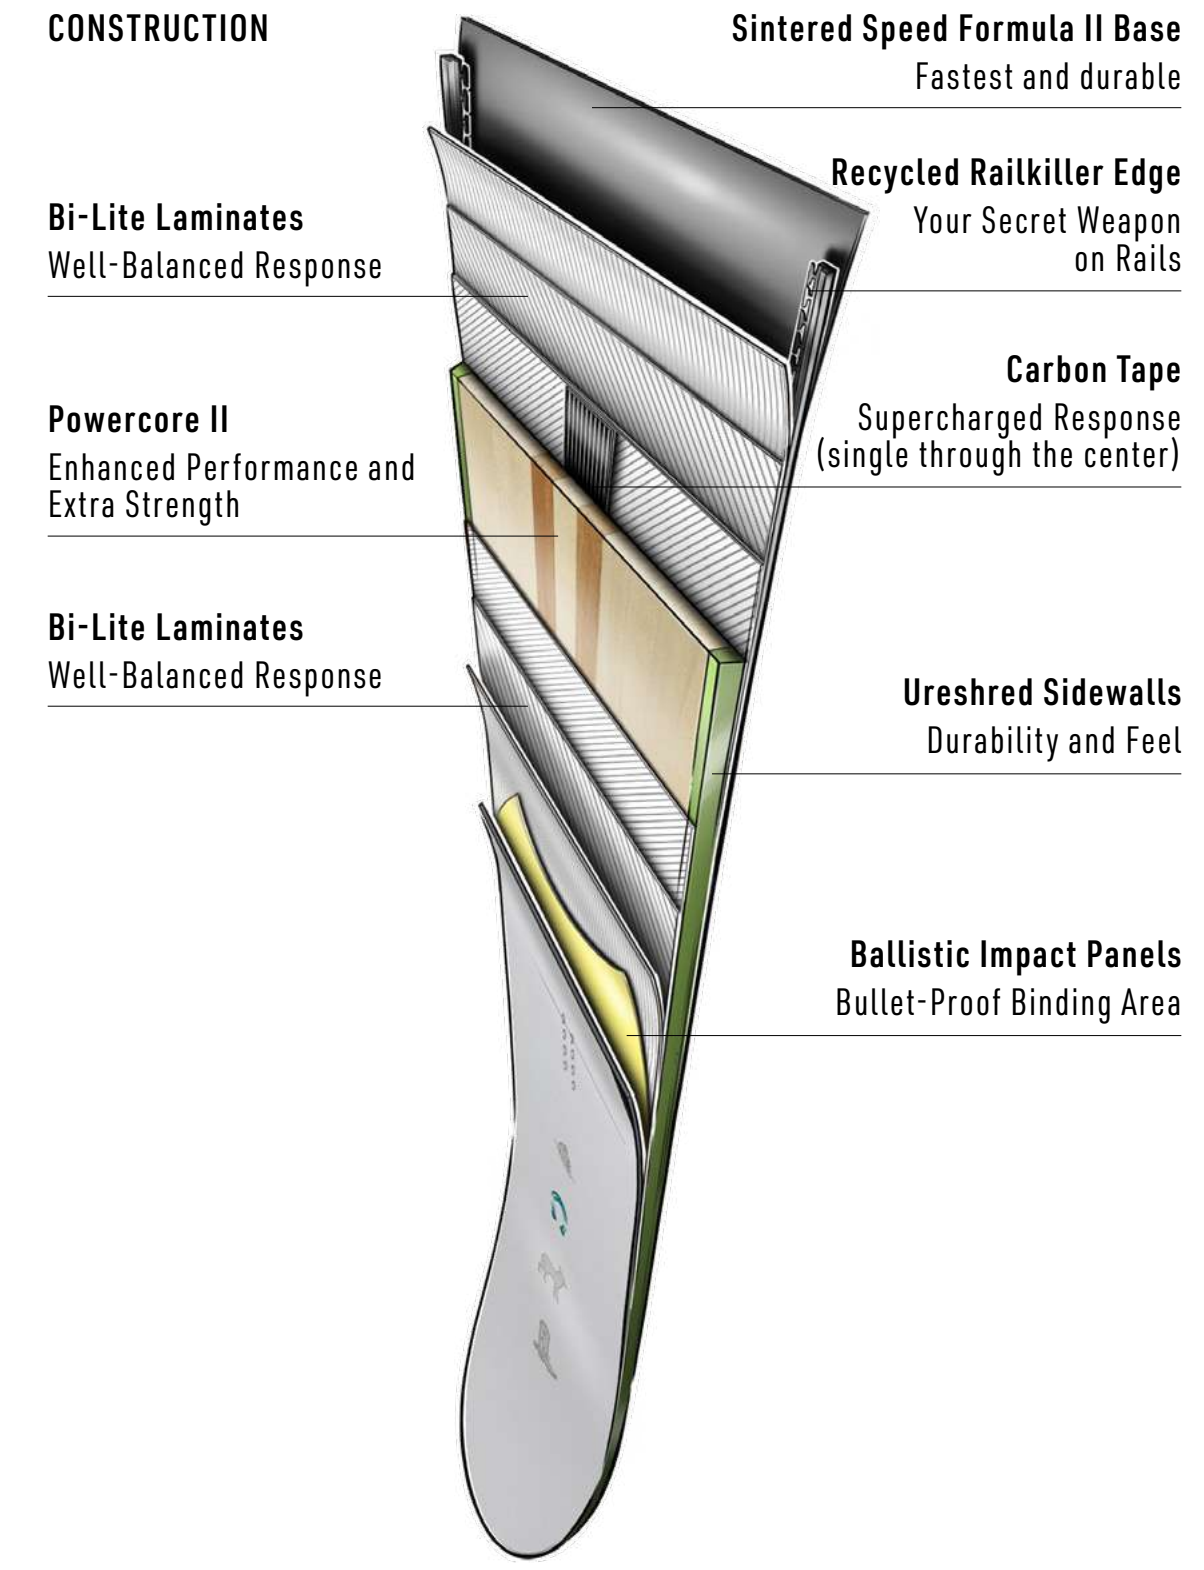 CONSTRUCTION
Sintered Speed Formula II Base
Fastest and durable
Recycled Railkiller Edge
Your Secret Weapon
on Rails
Bi-Lite Laminates
Well-Balanced Response
Carbon Tape
Supercharged Response
(single through the center)
Powercore II
Enhanced Performance and
Extra Strength
Bi-Lite Laminates
Well-Balanced Response
Ureshred Sidewalls
Durability and Feel
Ballistic Impact Panels
Bullet-Proof Binding Area